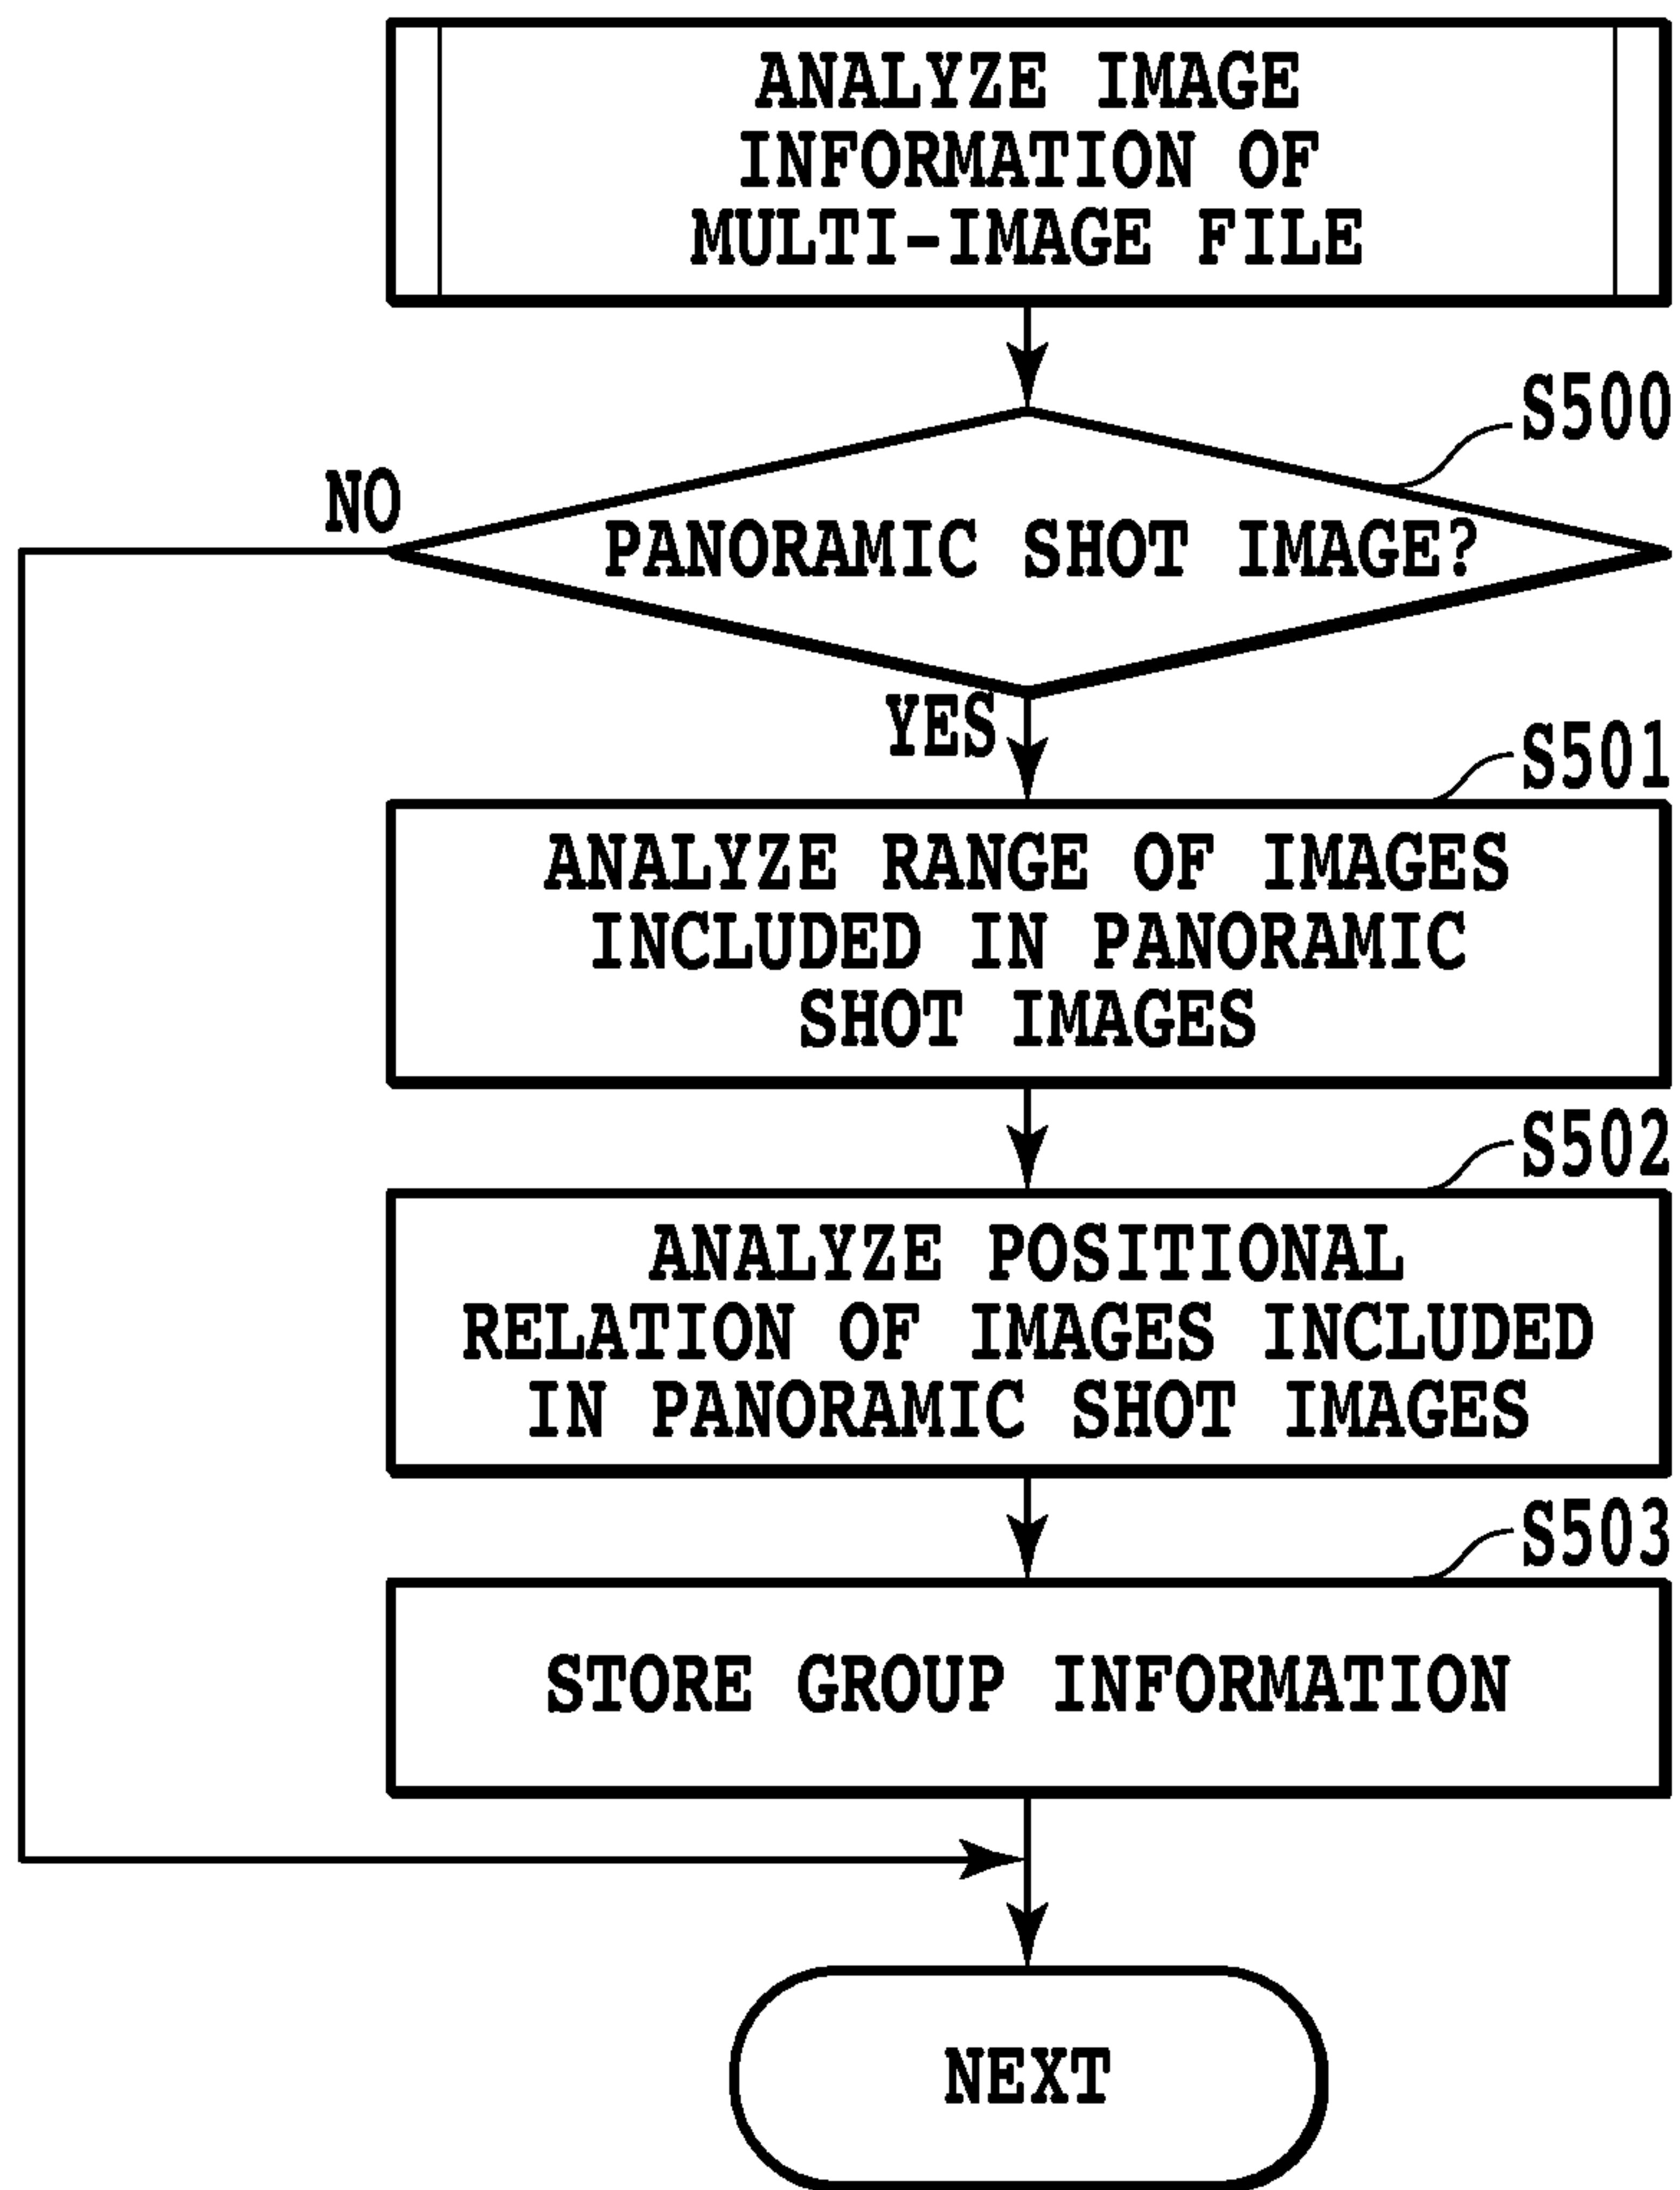 ANALYZE IMAGE
INFORMATION OF
MULTI-IMAGE FILE
S500
NO
PANORAMIC SHOT IMAGE?
YES
S501
ANALYZE RANGE OF IMAGES
INCLUDED IN PANORAMIC
SHOT IMAGES
S502
ANALYZE POSITIONAL
RELATION OF IMAGES INCLUDED
IN PANORAMIC SHOT IMAGES
S503
STORE GROUP INFORMATION
NEXT